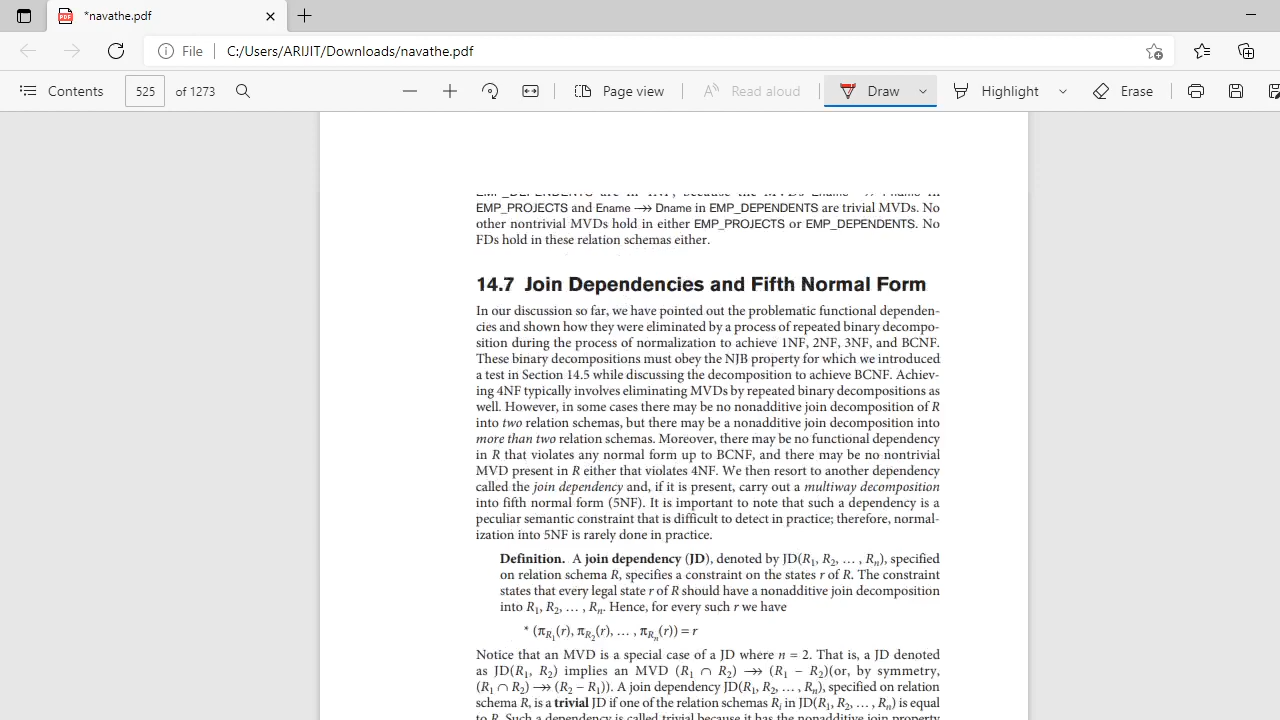 *navathe.pdf
File C:/Users/ARIJIT/Downloads/navathe.pdf
Contents 525 of 1273 Page view Read aloud Draw Highlight Erase
EMP_PROJECTS and Ename →→ Dname in EMP_DEPENDENTS are trivial MVDs. No
other nontrivial MVDs hold in either EMP_PROJECTS or EMP_DEPENDENTS. No
FDs hold in these relation schemas either.
14.7 Join Dependencies and Fifth Normal Form
In our discussion so far, we have pointed out the problematic functional dependen-
cies and shown how they were eliminated by a process of repeated binary decompo-
sition during the process of normalization to achieve 1NF, 2NF, 3NF, and BCNF.
These binary decompositions must obey the NJB property for which we introduced
a test in Section 14.5 while discussing the decomposition to achieve BCNF. Achiev-
ing 4NF typically involves eliminating MVDs by repeated binary decompositions as
well. However, in some cases there may be no nonadditive join decomposition of R
into two relation schemas, but there may be a nonadditive join decomposition into
more than two relation schemas. Moreover, there may be no functional dependency
in R that violates any normal form up to BCNF, and there may be no nontrivial
MVD present in R either that violates 4NF. We then resort to another dependency
called the join dependency and, if it is present, carry out a multiway decomposition
into fifth normal form (5NF). It is important to note that such a dependency is a
peculiar semantic constraint that is difficult to detect in practice; therefore, normal-
ization into 5NF is rarely done in practice.
Definition. A join dependency (JD), denoted by JD(R1, R2, … , Rn), specified
on relation schema R, specifies a constraint on the states r of R. The constraint
states that every legal state r of R should have a nonadditive join decomposition
into R1, R2, … , Rn. Hence, for every such r we have
* (πR1(r), πR2(r), … , πRn(r)) = r
Notice that an MVD is a special case of a JD where n = 2. That is, a JD denoted
as JD(R1, R2) implies an MVD (R1 ∩ R2) →→ (R1 – R2)(or, by symmetry,
(R1 ∩ R2) →→ (R2 – R1)). A join dependency JD(R1, R2, … , Rn), specified on relation
schema R, is a trivial JD if one of the relation schemas Ri in JD(R1, R2, … , Rn) is equal
to R. Such a dependency is called trivial because it has the nonadditive join property